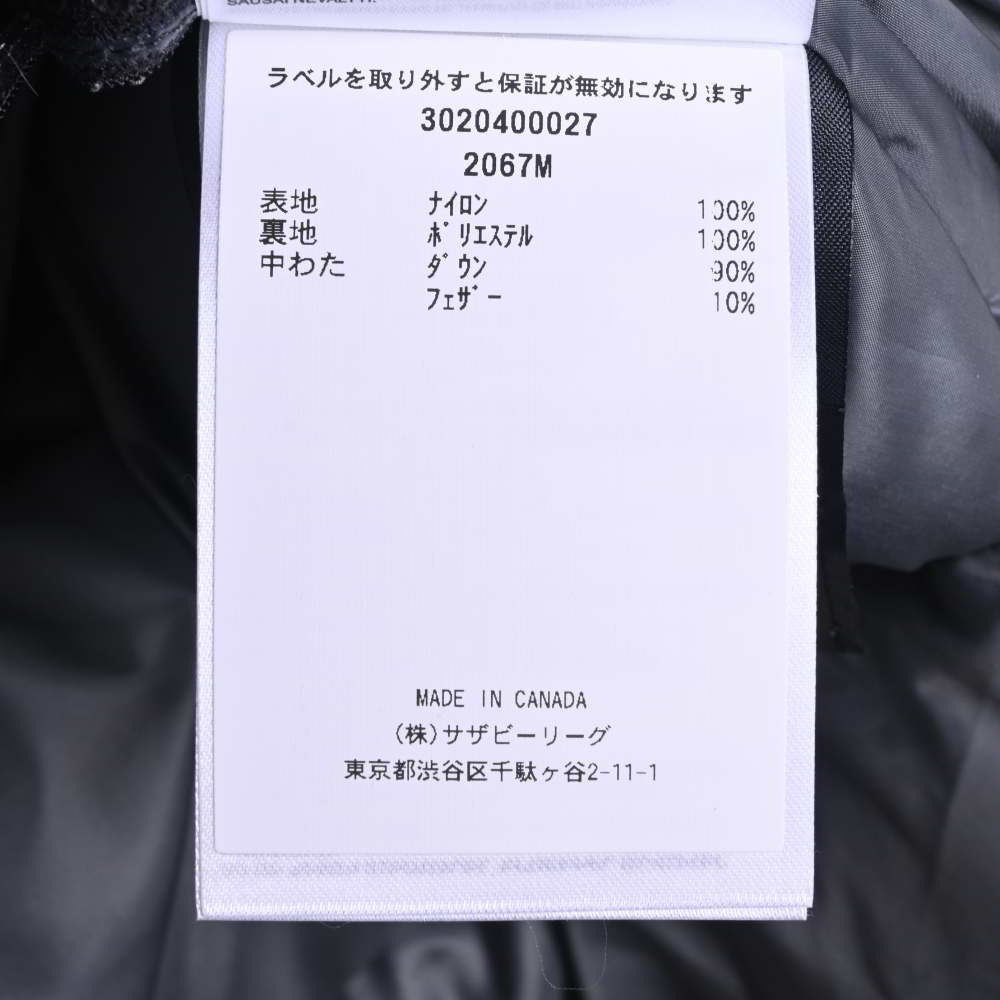 ラベルを取り外すと保証が無効になります
3020400027
2067M
表地 ナイロン 100%
裏地 ポリエステル 100%
中わた ダウン 90%
フェザー 10%
MADE IN CANADA
(株)サザビーリーグ
東京都渋谷区千駄ヶ谷2-11-1